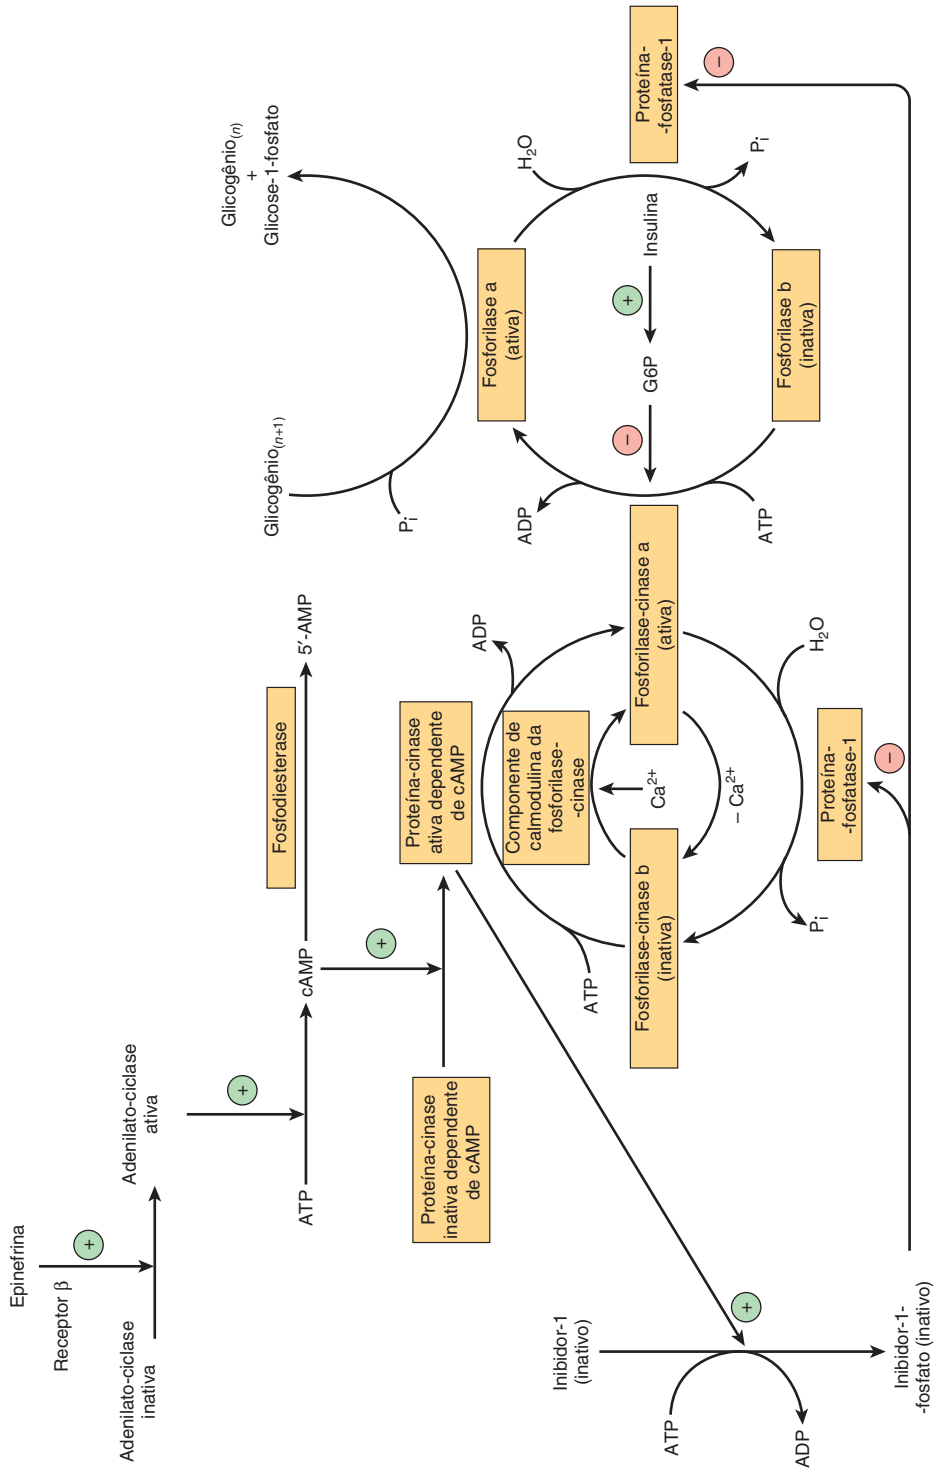 Epinefrina
Receptor β
+
Adenilato-ciclase
inativa
Adenilato-ciclase
ativa
+
ATP
cAMP
Fosfodiesterase
5′-AMP
+
Proteína-cinase
inativa dependente
de cAMP
Proteína-cinase
ativa dependente
de cAMP
Glicogênio(n+1)
Pi
Glicogênio(n)
+
Glicose-1-fosfato
ATP
ADP
Componente de
calmodulina da
fosforilase-
-cinase
Ca2+
– Ca2+
Fosforilase-cinase b
(inativa)
Fosforilase-cinase a
(ativa)
Pi
H2O
Proteína-
-fosfatase-1
–
Fosforilase a
(ativa)
ADP
ATP
–
G6P
+
Insulina
H2O
Pi
Fosforilase b
(inativa)
Proteína-
-fosfatase-1
–
Inibidor-1
(inativo)
ATP
ADP
+
Inibidor-1-
-fosfato (inativo)